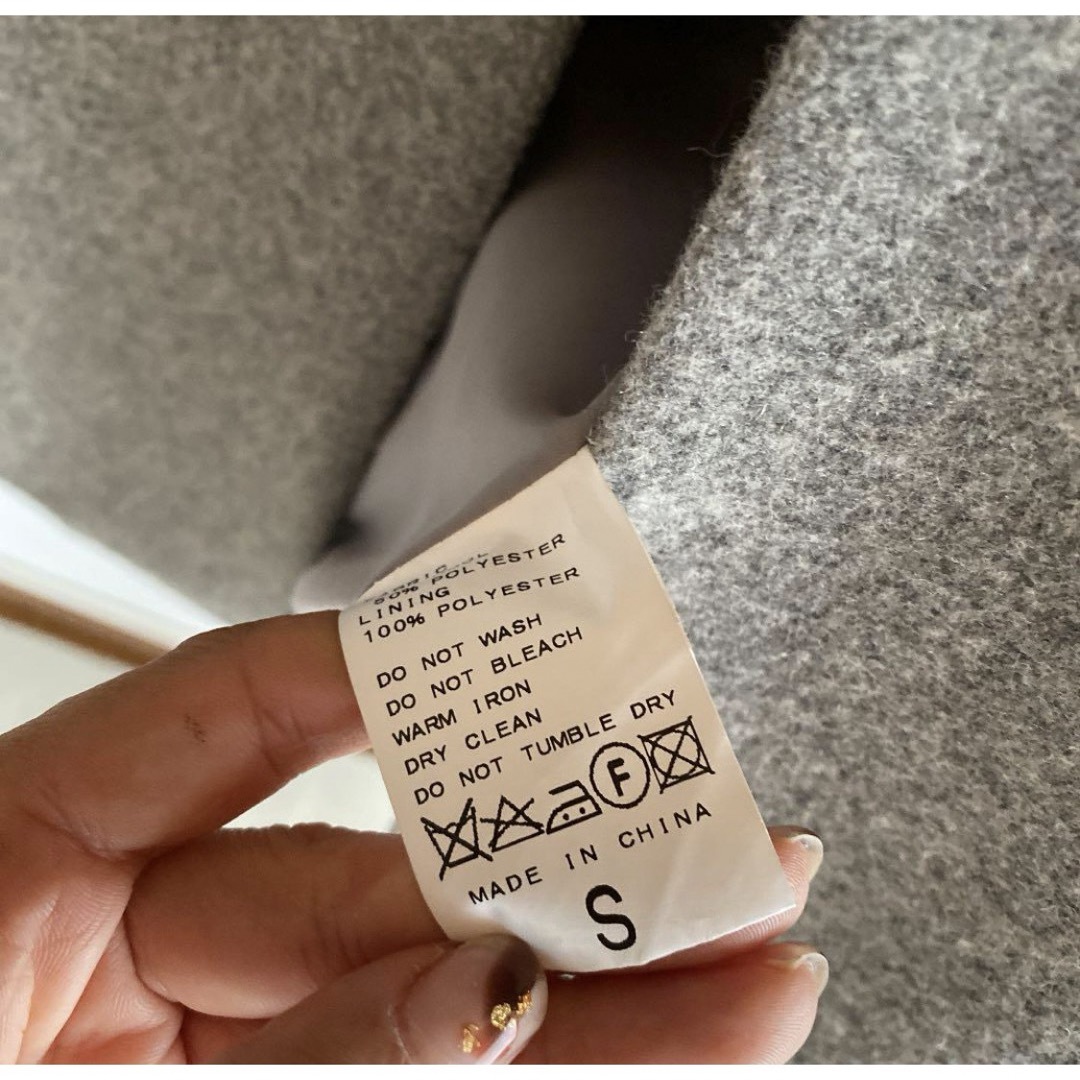 50% POLYESTER
LINING
100% POLYESTER
DO NOT WASH
DO NOT BLEACH
WARM IRON
DRY CLEAN
DO NOT TUMBLE DRY
F
MADE IN CHINA
S